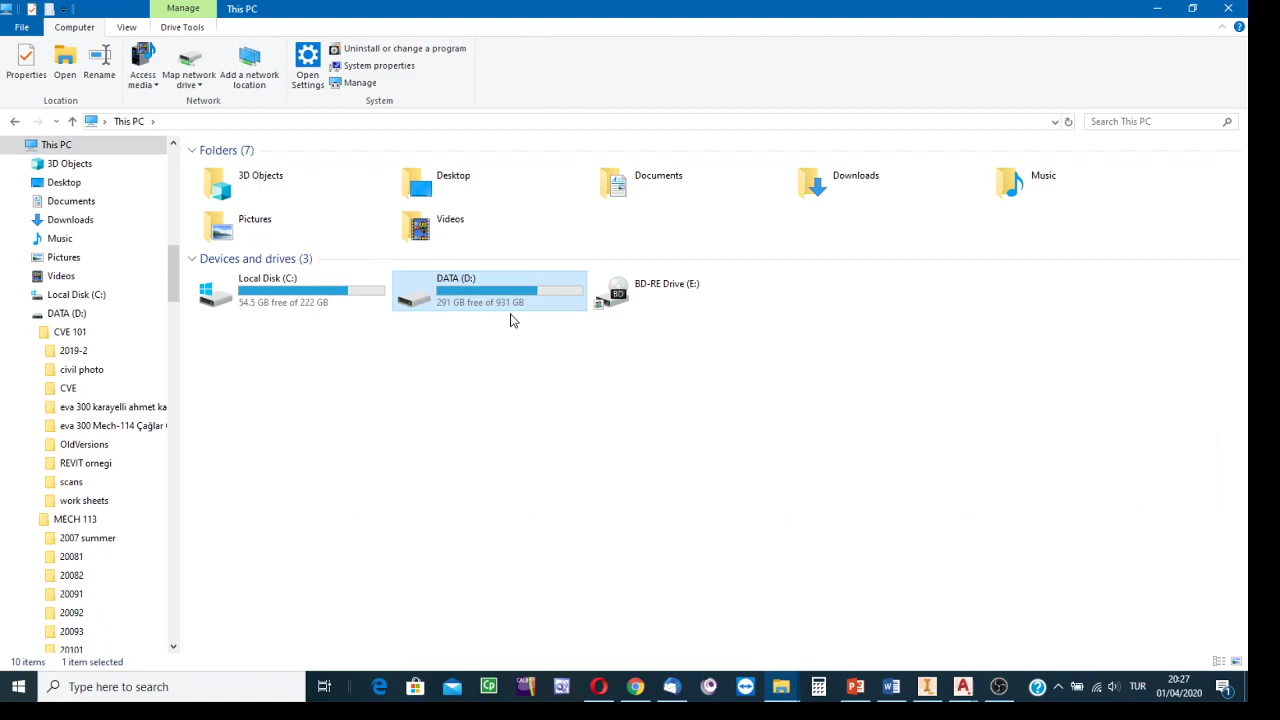 Manage This PC
File Computer View Drive Tools
Properties Open Rename Access media Map network drive Add a network location Open Settings Uninstall or change a program
System properties
Manage
Location Network System
This PC Search This PC
This PC
3D Objects
Desktop
Documents
Downloads
Music
Pictures
Videos
Local Disk (C:)
DATA (D:)
CVE 101
2019-2
civil photo
CVE
eva 300 karayelli ahmet ka
eva 300 Mech-114 Çağlar
OldVersions
REVIT ornegi
scans
work sheets
MECH 113
2007 summer
20081
20082
20091
20092
20093
20101
Folders (7)
3D Objects Desktop Documents Downloads Music
Pictures Videos
Devices and drives (3)
Local Disk (C:)
54.5 GB free of 222 GB
DATA (D:)
291 GB free of 931 GB
BD-RE Drive (E:)
BD
10 items 1 item selected
Type here to search
Cp
TUR
20:27
01/04/2020
1